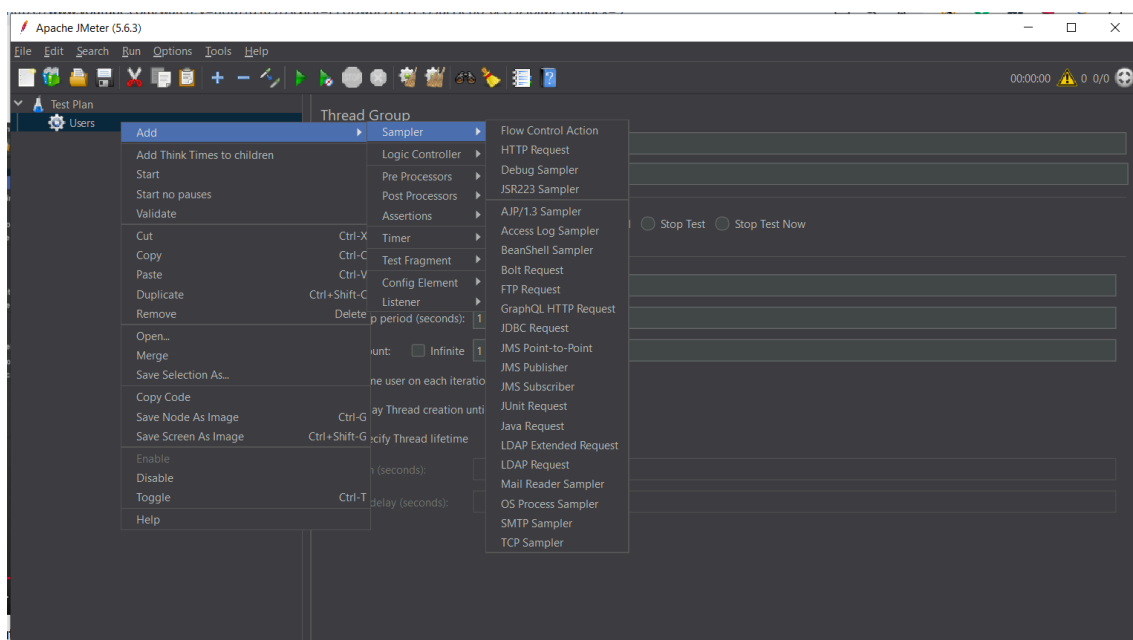 Apache JMeter (5.6.3)
File Edit Search Run Options Tools Help
00:00:00 0 0/0
Test Plan
Users
Thread Group
Add
Add Think Times to children
Start
Start no pauses
Validate
Cut Ctrl-X
Copy Ctrl-C
Paste Ctrl-V
Duplicate Ctrl+Shift-C
Remove Delete
Open...
Merge
Save Selection As...
Copy Code
Save Node As Image Ctrl-G
Save Screen As Image Ctrl+Shift-G
Enable
Disable
Toggle Ctrl-T
Help
Sampler
Logic Controller
Pre Processors
Post Processors
Assertions
Timer
Test Fragment
Config Element
Listener
Flow Control Action
HTTP Request
Debug Sampler
JSR223 Sampler
AJP/1.3 Sampler
Access Log Sampler
BeanShell Sampler
Bolt Request
FTP Request
GraphQL HTTP Request
JDBC Request
JMS Point-to-Point
JMS Publisher
JMS Subscriber
JUnit Request
Java Request
LDAP Extended Request
LDAP Request
Mail Reader Sampler
OS Process Sampler
SMTP Sampler
TCP Sampler
Stop Test Stop Test Now
p period (seconds): 1
unt: Infinite 1
me user on each iteratio
ay Thread creation unti
ecify Thread lifetime
(seconds):
delay (seconds):